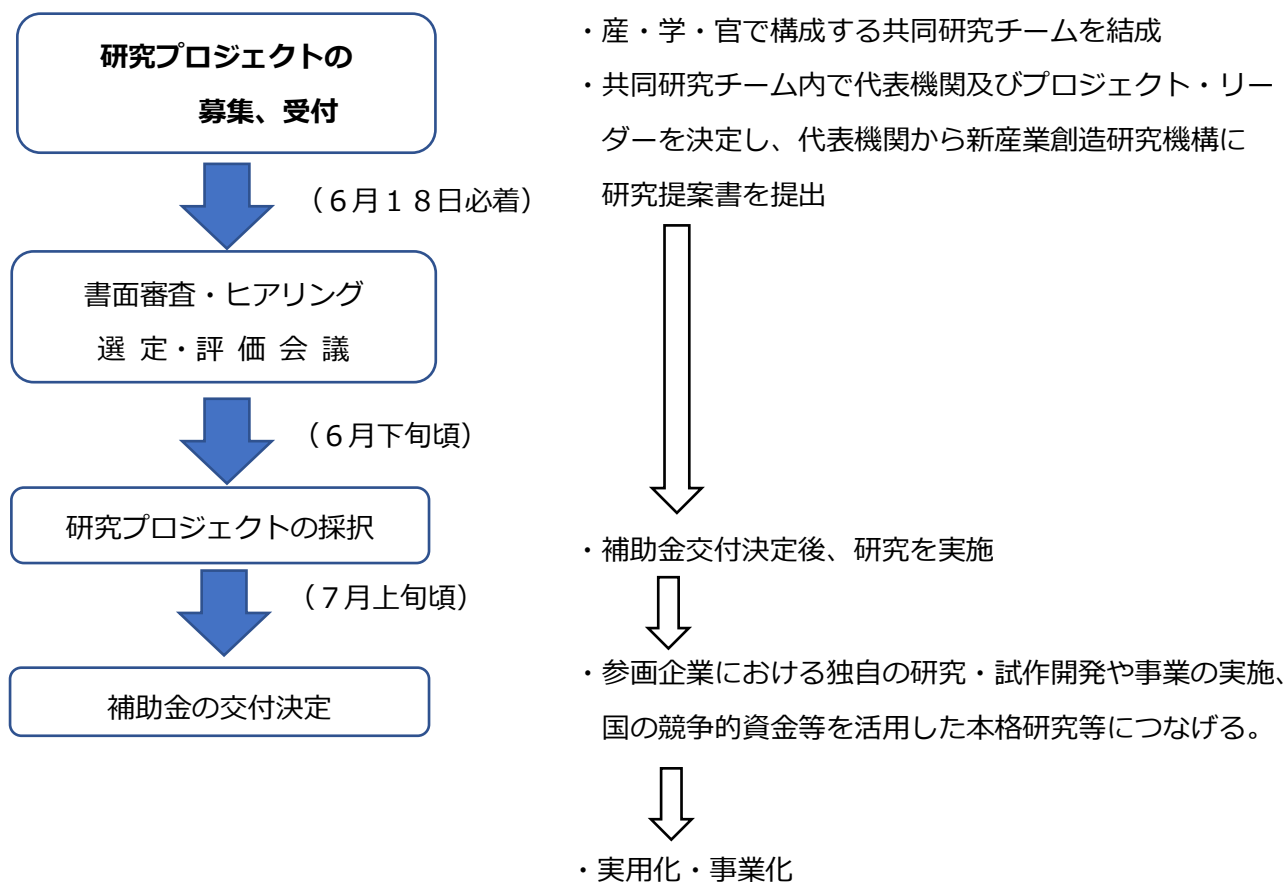 研究プロジェクトの
募集、受付
（６月１８日必着）
書面審査・ヒアリング
選 定・評 価 会 議
（６月下旬頃）
研究プロジェクトの採択
（７月上旬頃）
補助金の交付決定
・産・学・官で構成する共同研究チームを結成
・共同研究チーム内で代表機関及びプロジェクト・リー
ダーを決定し、代表機関から新産業創造研究機構に
研究提案書を提出
・補助金交付決定後、研究を実施
・参画企業における独自の研究・試作開発や事業の実施、
国の競争的資金等を活用した本格研究等につなげる。
・実用化・事業化